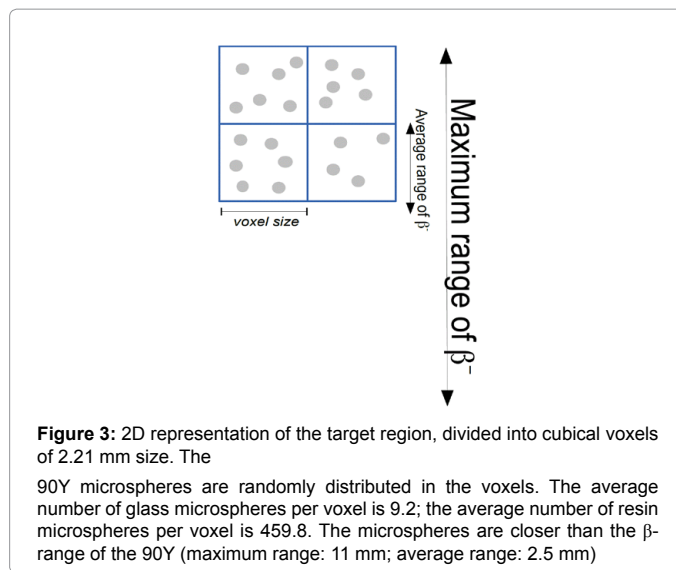 voxel size
Average range of β-
Maximum range of β-
Figure 3: 2D representation of the target region, divided into cubical voxels
of 2.21 mm size. The
90Y microspheres are randomly distributed in the voxels. The average
number of glass microspheres per voxel is 9.2; the average number of resin
microspheres per voxel is 459.8. The microspheres are closer than the β-
range of the 90Y (maximum range: 11 mm; average range: 2.5 mm)